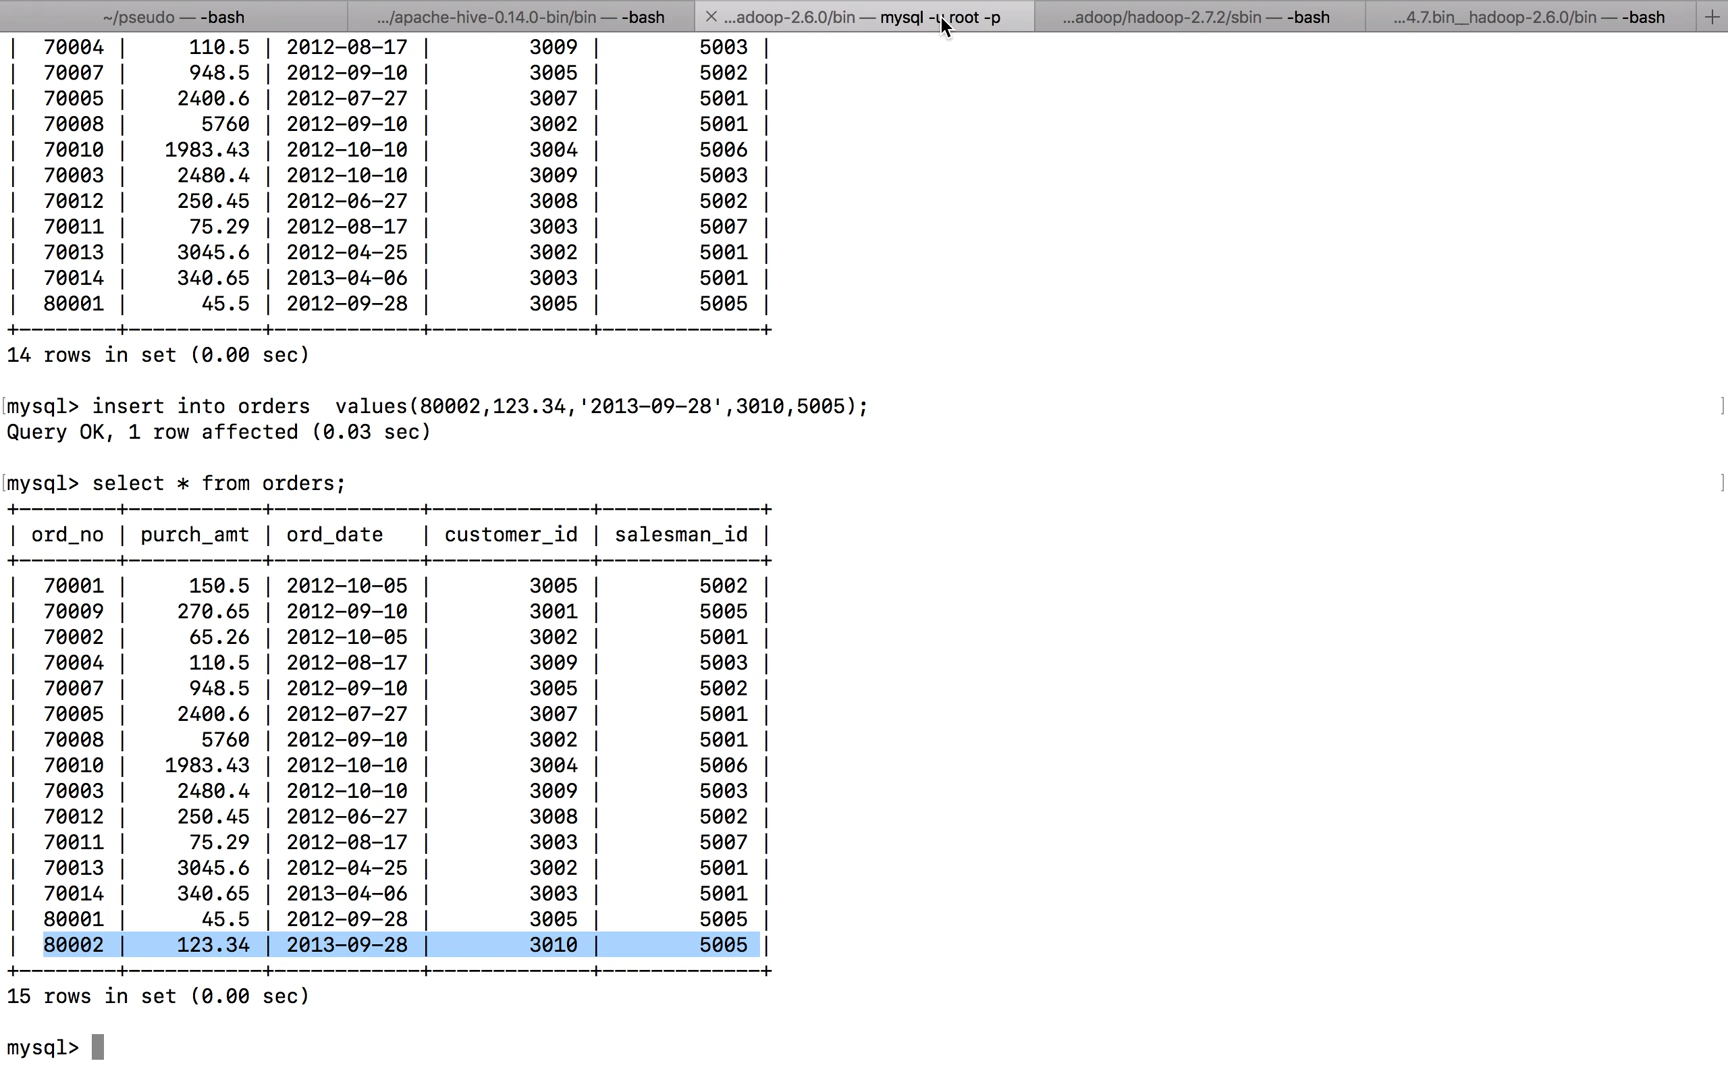 ~/pseudo — -bash .../apache-hive-0.14.0-bin/bin — -bash × ...adoop-2.6.0/bin — mysql -u root -p ...adoop/hadoop-2.7.2/sbin — -bash ...4.7.bin__hadoop-2.6.0/bin — -bash +
| 70004 | 110.5 | 2012-08-17 | 3009 | 5003 |
| 70007 | 948.5 | 2012-09-10 | 3005 | 5002 |
| 70005 | 2400.6 | 2012-07-27 | 3007 | 5001 |
| 70008 | 5760 | 2012-09-10 | 3002 | 5001 |
| 70010 | 1983.43 | 2012-10-10 | 3004 | 5006 |
| 70003 | 2480.4 | 2012-10-10 | 3009 | 5003 |
| 70012 | 250.45 | 2012-06-27 | 3008 | 5002 |
| 70011 | 75.29 | 2012-08-17 | 3003 | 5007 |
| 70013 | 3045.6 | 2012-04-25 | 3002 | 5001 |
| 70014 | 340.65 | 2013-04-06 | 3003 | 5001 |
| 80001 | 45.5 | 2012-09-28 | 3005 | 5005 |
+--------+-----------+------------+-------------+-------------+
14 rows in set (0.00 sec)
[mysql> insert into orders  values(80002,123.34,'2013-09-28',3010,5005); ]
Query OK, 1 row affected (0.03 sec)
[mysql> select * from orders; ]
+--------+-----------+------------+-------------+-------------+
| ord_no | purch_amt | ord_date | customer_id | salesman_id |
+--------+-----------+------------+-------------+-------------+
| 70001 | 150.5 | 2012-10-05 | 3005 | 5002 |
| 70009 | 270.65 | 2012-09-10 | 3001 | 5005 |
| 70002 | 65.26 | 2012-10-05 | 3002 | 5001 |
| 70004 | 110.5 | 2012-08-17 | 3009 | 5003 |
| 70007 | 948.5 | 2012-09-10 | 3005 | 5002 |
| 70005 | 2400.6 | 2012-07-27 | 3007 | 5001 |
| 70008 | 5760 | 2012-09-10 | 3002 | 5001 |
| 70010 | 1983.43 | 2012-10-10 | 3004 | 5006 |
| 70003 | 2480.4 | 2012-10-10 | 3009 | 5003 |
| 70012 | 250.45 | 2012-06-27 | 3008 | 5002 |
| 70011 | 75.29 | 2012-08-17 | 3003 | 5007 |
| 70013 | 3045.6 | 2012-04-25 | 3002 | 5001 |
| 70014 | 340.65 | 2013-04-06 | 3003 | 5001 |
| 80001 | 45.5 | 2012-09-28 | 3005 | 5005 |
| 80002 | 123.34 | 2013-09-28 | 3010 | 5005 |
+--------+-----------+------------+-------------+-------------+
15 rows in set (0.00 sec)
mysql>